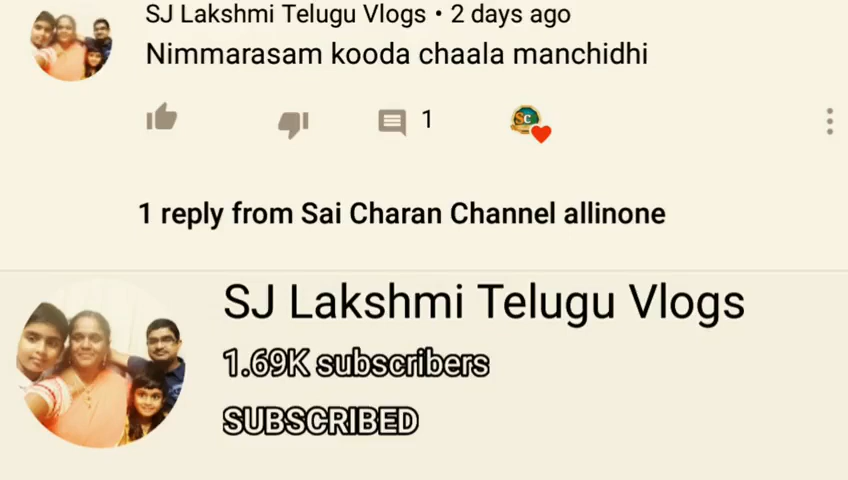 SJ Lakshmi Telugu Vlogs • 2 days ago
Nimmarasam kooda chaala manchidhi
1
Sc
1 reply from Sai Charan Channel allinone
SJ Lakshmi Telugu Vlogs
1.69K subscribers
SUBSCRIBED